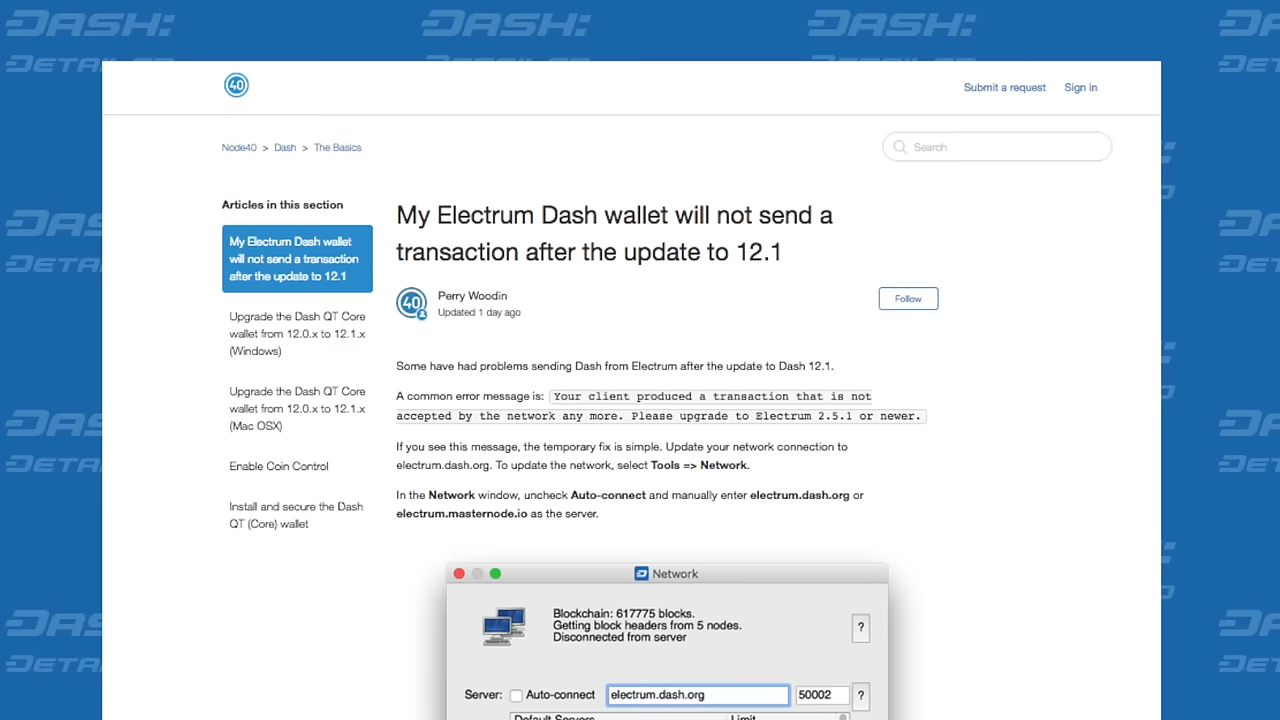 DASH: DASH: DASH: DASH
DETAILED DETAILED DETAILED DETAILED
40
Submit a request Sign in
Node40 > Dash > The Basics
Search
Articles in this section
My Electrum Dash wallet
will not send a transaction
after the update to 12.1
Upgrade the Dash QT Core
wallet from 12.0.x to 12.1.x
(Windows)
Upgrade the Dash QT Core
wallet from 12.0.x to 12.1.x
(Mac OSX)
Enable Coin Control
Install and secure the Dash
QT (Core) wallet
My Electrum Dash wallet will not send a
transaction after the update to 12.1
40
Perry Woodin
Updated 1 day ago
Follow
Some have had problems sending Dash from Electrum after the update to Dash 12.1.
A common error message is: Your client produced a transaction that is not
accepted by the network any more. Please upgrade to Electrum 2.5.1 or newer.
If you see this message, the temporary fix is simple. Update your network connection to
electrum.dash.org. To update the network, select Tools => Network.
In the Network window, uncheck Auto-connect and manually enter electrum.dash.org or
electrum.masternode.io as the server.
Network
Blockchain: 617775 blocks.
Getting block headers from 5 nodes.
Disconnected from server
?
Server: Auto-connect electrum.dash.org 50002 ?
Default Servers Limit